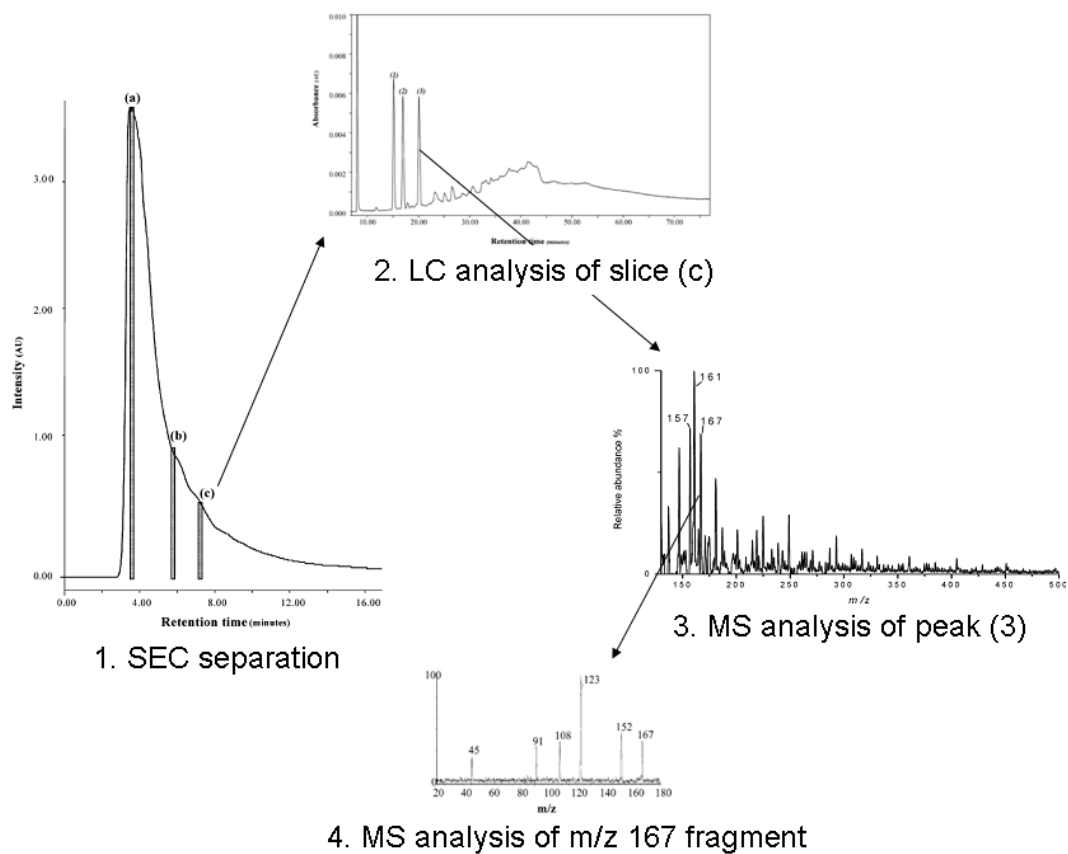 (a)
(b)
(c)
3.00
2.00
1.00
0.00
Intensity (AU)
0.00 4.00 8.00 12.00 16.00
Retention time (minutes)
1. SEC separation
0.010
0.008
0.006
0.004
0.002
0.000
Absorbance (AU)
(1)
(2)
(3)
10.00 20.00 30.00 40.00 50.00 60.00 70.00
Retention time (minutes)
2. LC analysis of slice (c)
100
0
Relative abundance %
161
157
167
150 200 250 300 350 400 450 500
m/z
3. MS analysis of peak (3)
100
0
45
91
108
123
152
167
20 40 60 80 100 120 140 160 180
m/z
4. MS analysis of m/z 167 fragment